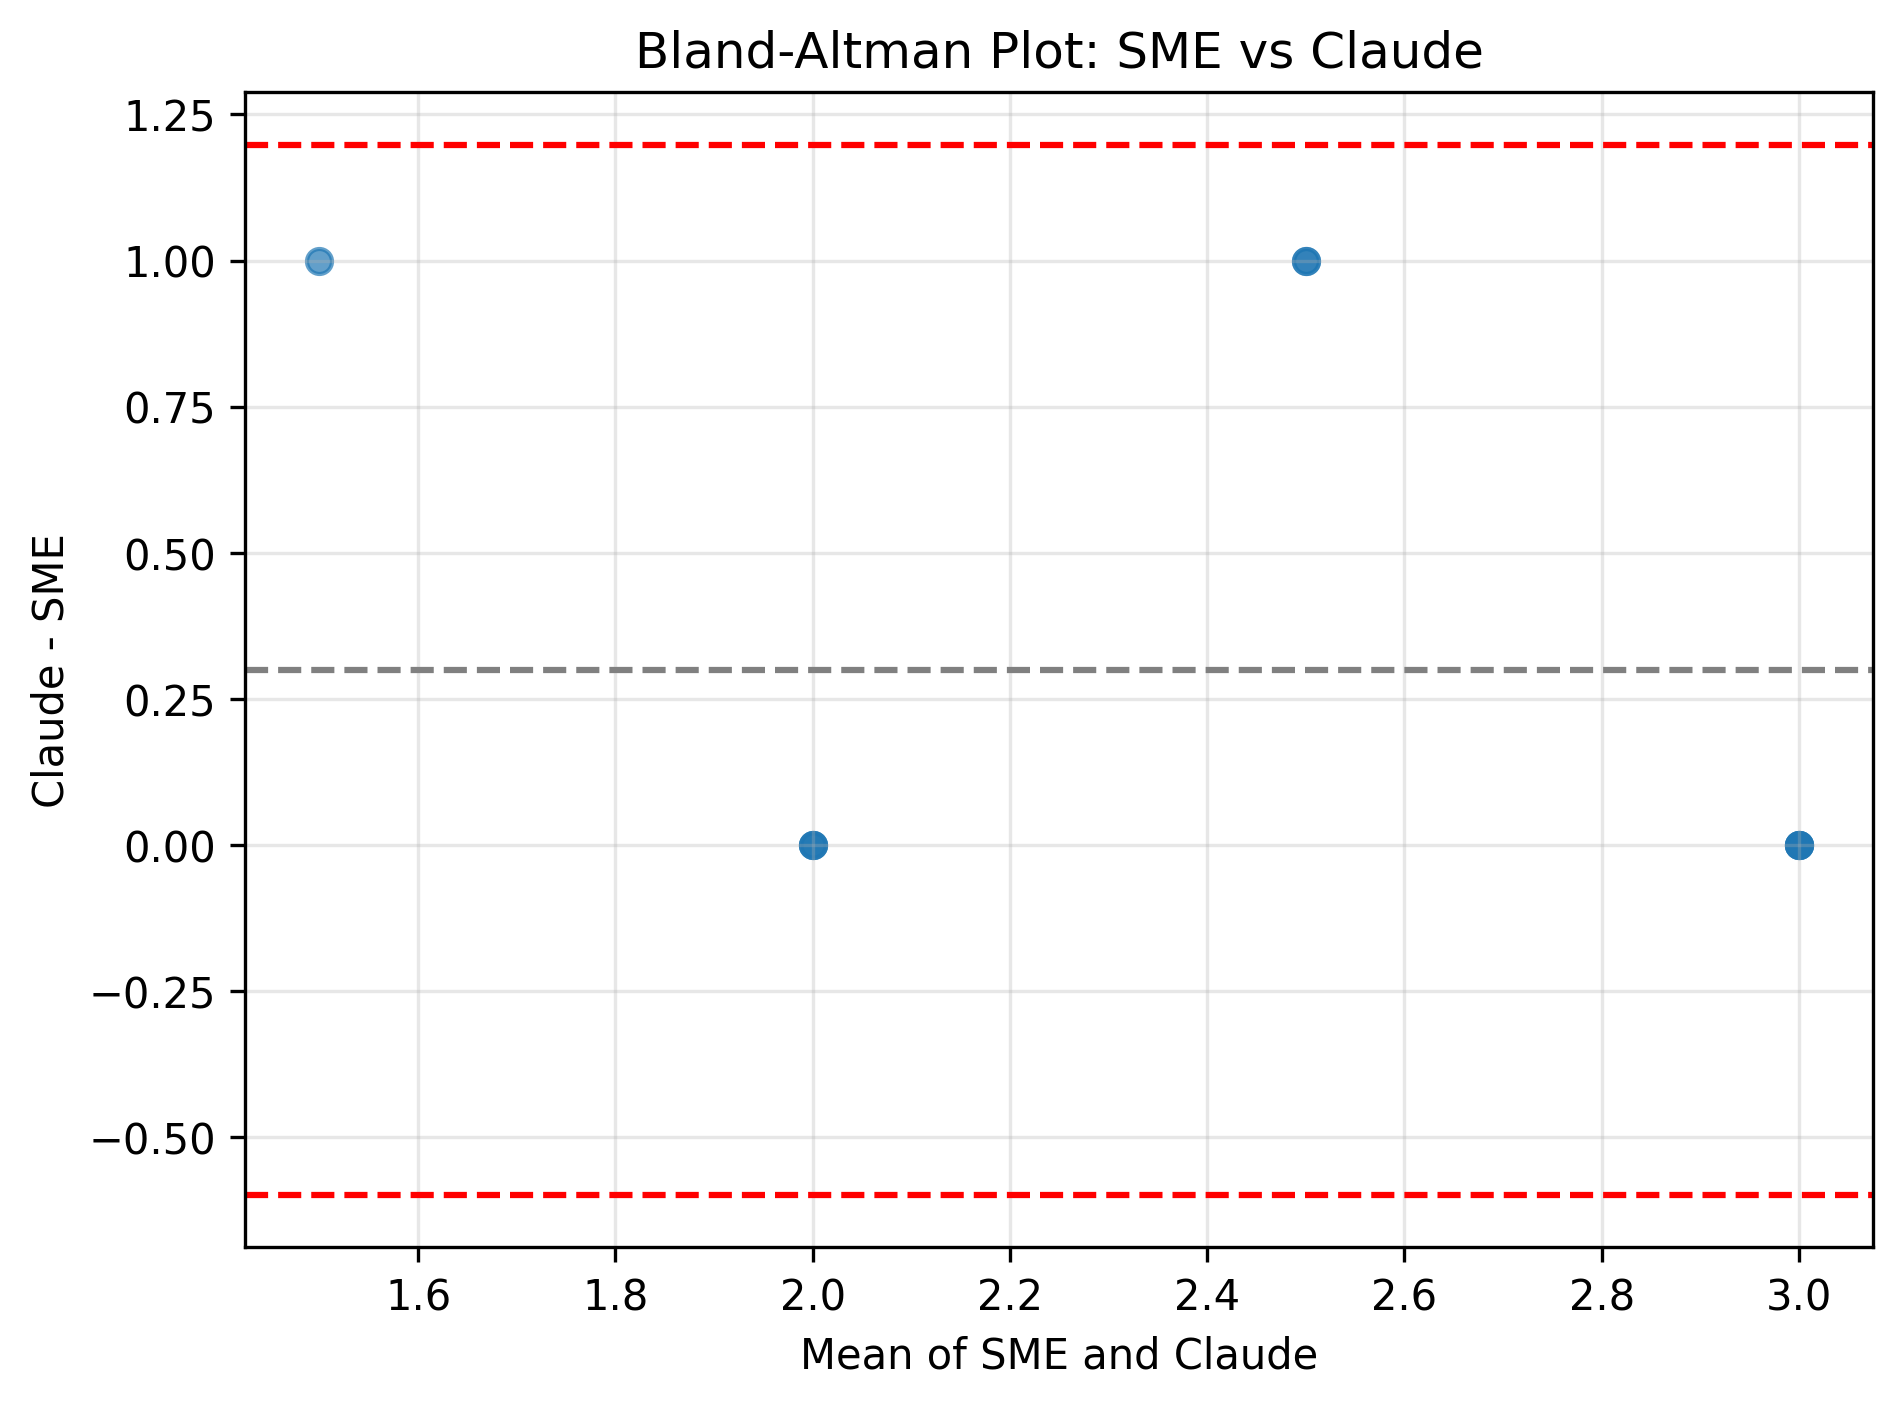 Bland-Altman Plot: SME vs Claude
1.25
1.00
0.75
0.50
0.25
0.00
−0.25
−0.50
Claude - SME
1.6 1.8 2.0 2.2 2.4 2.6 2.8 3.0
Mean of SME and Claude